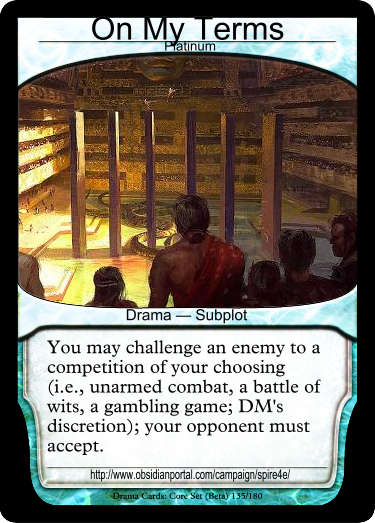 On My Terms
Platinum
Drama — Subplot
You may challenge an enemy to a
competition of your choosing
(i.e., unarmed combat, a battle of
wits, a gambling game; DM's
discretion); your opponent must
accept.
http://www.obsidianportal.com/campaign/spire4e/
Drama Cards: Core Set (Beta) 135/180